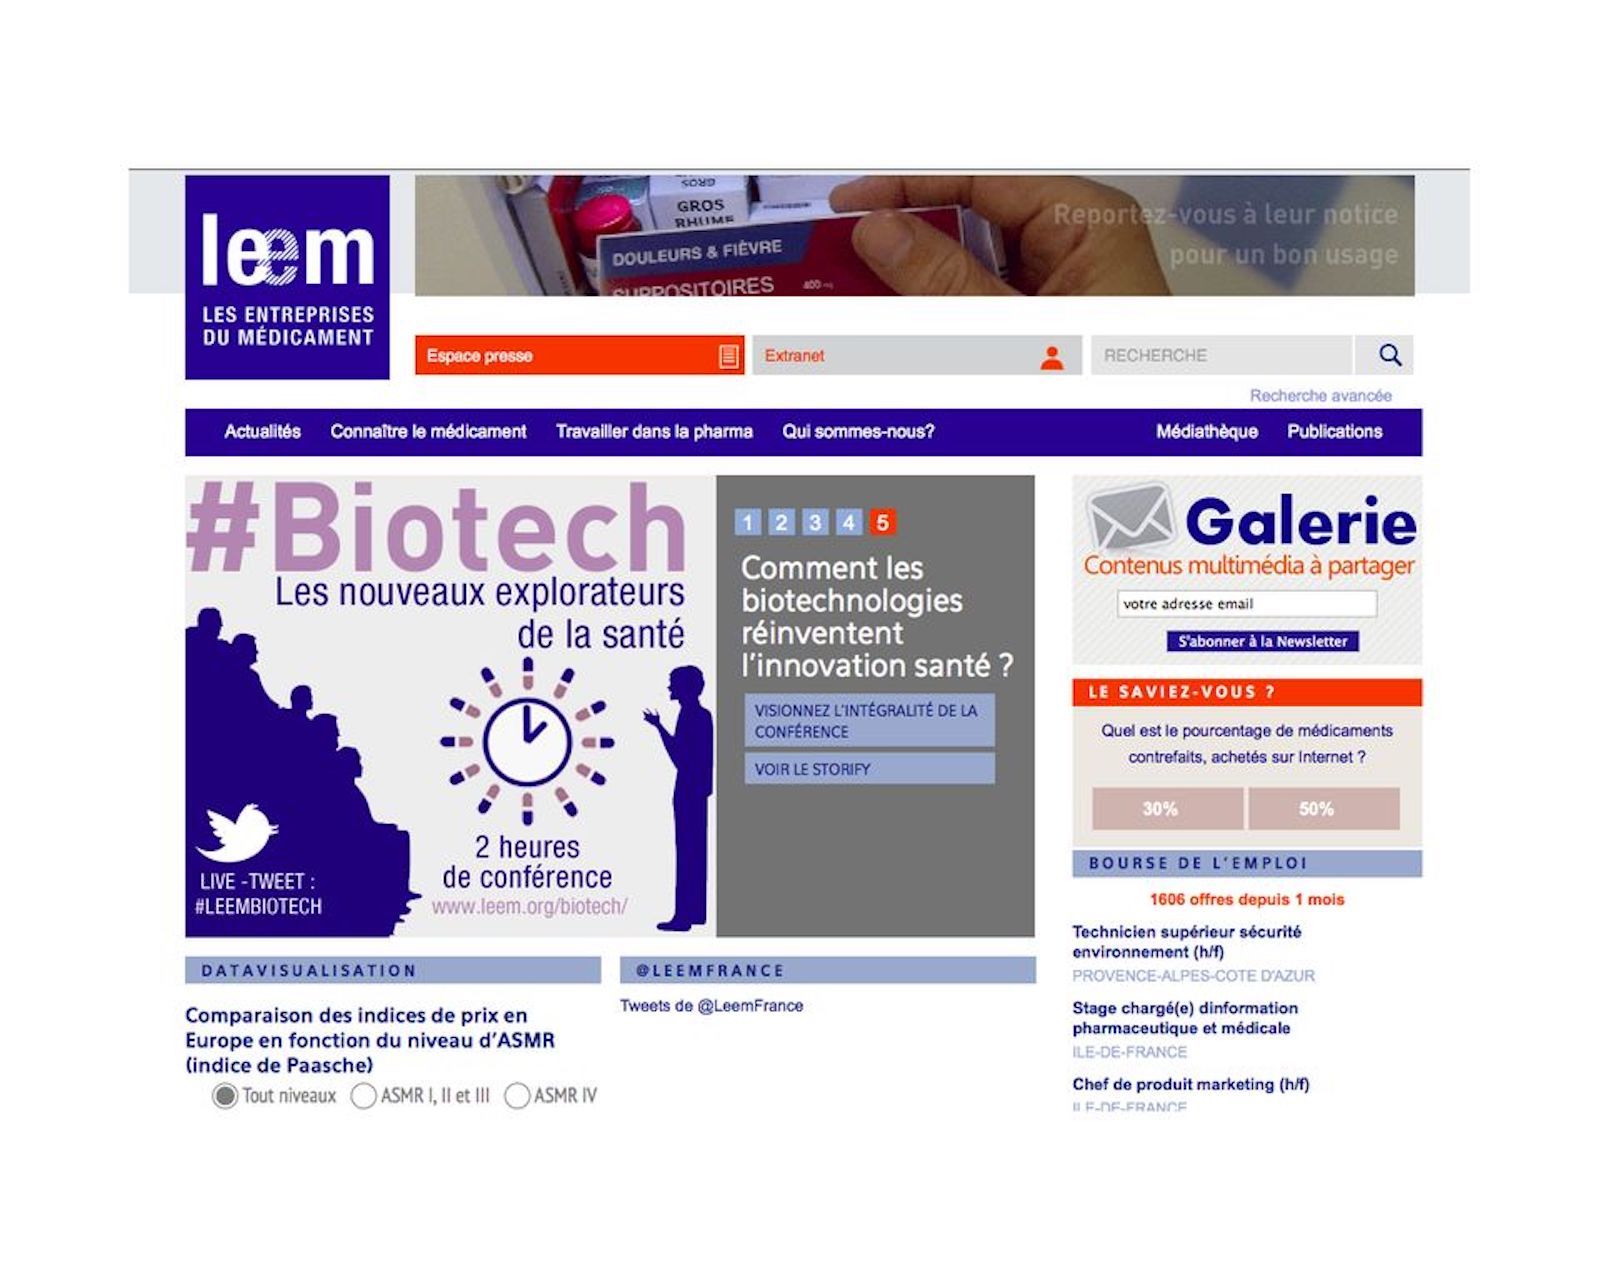 leem
LES ENTREPRISES
DU MÉDICAMENT
GROS
GROS
RHUME
DOULEURS & FIÈVRE
SUPPOSITOIRES
Reportez-vous à leur notice
pour un bon usage
Espace presse
Extranet
RECHERCHE
Recherche avancée
Actualités Connaître le médicament Travailler dans la pharma Qui sommes-nous? Médiathèque Publications
#Biotech
Les nouveaux explorateurs
de la santé
LIVE -TWEET :
#LEEMBIOTECH
2 heures
de conférence
www.leem.org/biotech/
1 2 3 4 5
Comment les
biotechnologies
réinventent
l'innovation santé ?
VISIONNEZ L'INTÉGRALITÉ DE LA
CONFÉRENCE
VOIR LE STORIFY
Galerie
Contenus multimédia à partager
votre adresse email
S'abonner à la Newsletter
LE SAVIEZ-VOUS ?
Quel est le pourcentage de médicaments
contrefaits, achetés sur Internet ?
30% 50%
BOURSE DE L'EMPLOI
1606 offres depuis 1 mois
Technicien supérieur sécurité
environnement (h/f)
PROVENCE-ALPES-COTE D'AZUR
Stage chargé(e) dinformation
pharmaceutique et médicale
ILE-DE-FRANCE
Chef de produit marketing (h/f)
ILE-DE-FRANCE
DATAVISUALISATION
Comparaison des indices de prix en
Europe en fonction du niveau d'ASMR
(indice de Paasche)
Tout niveaux ASMR I, II et III ASMR IV
@LEEMFRANCE
Tweets de @LeemFrance